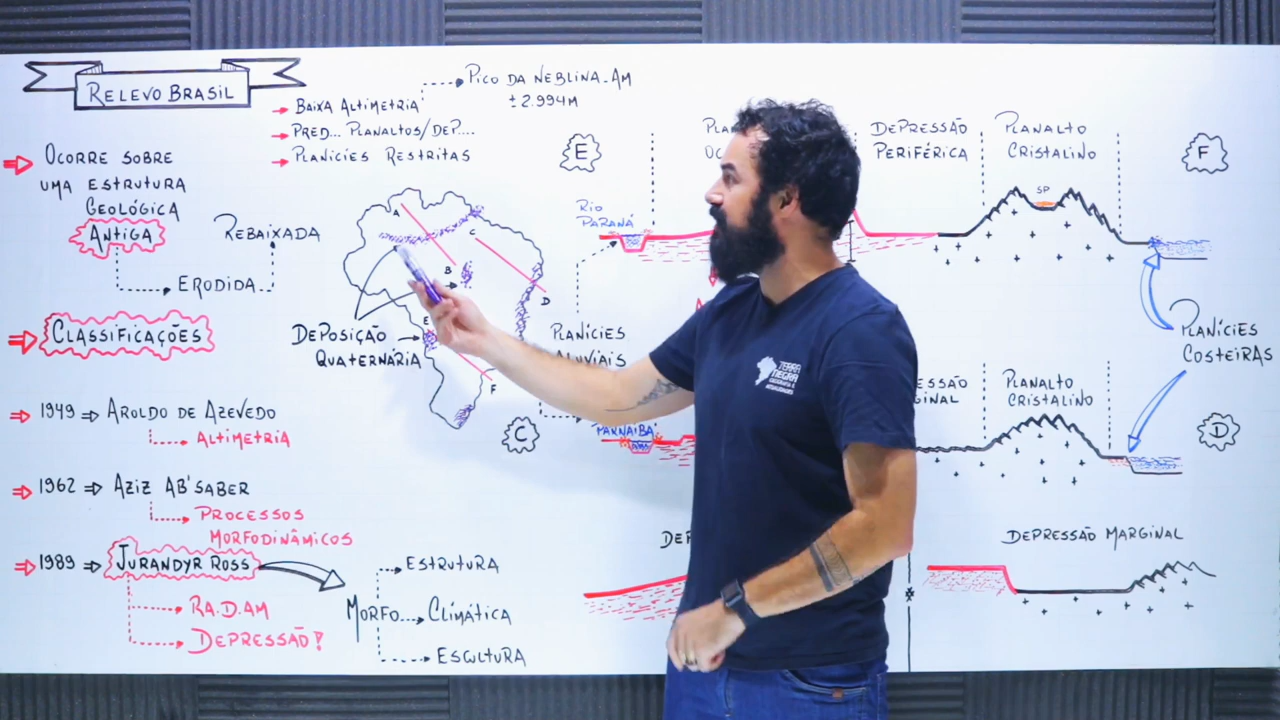 RELEVO BRASIL
BAIXA ALTIMETRIA
PICO DA NEBLINA-AM
±2.994M
PRED... PLANALTOS/DEP....
PLANÍCIES RESTRITAS
OCORRE SOBRE
UMA ESTRUTURA
GEOLÓGICA
ANTIGA
REBAIXADA
ERODIDA
CLASSIFICAÇÕES
1949 AROLDO DE AZEVEDO
ALTIMETRIA
1962 AZIZ AB'SABER
PROCESSOS
MORFODINÂMICOS
1989 JURANDYR ROSS
RA.D.AM
DEPRESSÃO!
MORFO
ESTRUTURA
CLIMÁTICA
ESCULTURA
A
B
C
D
E
F
DEPOSIÇÃO
QUATERNÁRIA
E
RIO
PARANÁ
DEPRESSÃO
PERIFÉRICA
PLANALTO
CRISTALINO
SP
F
PLANÍCIES
PLANÍCIES
COSTEIRAS
C
PARNAÍBA
PLANALTO
CRISTALINO
D
DEPRESSÃO MARGINAL
TERRA
NEGRA